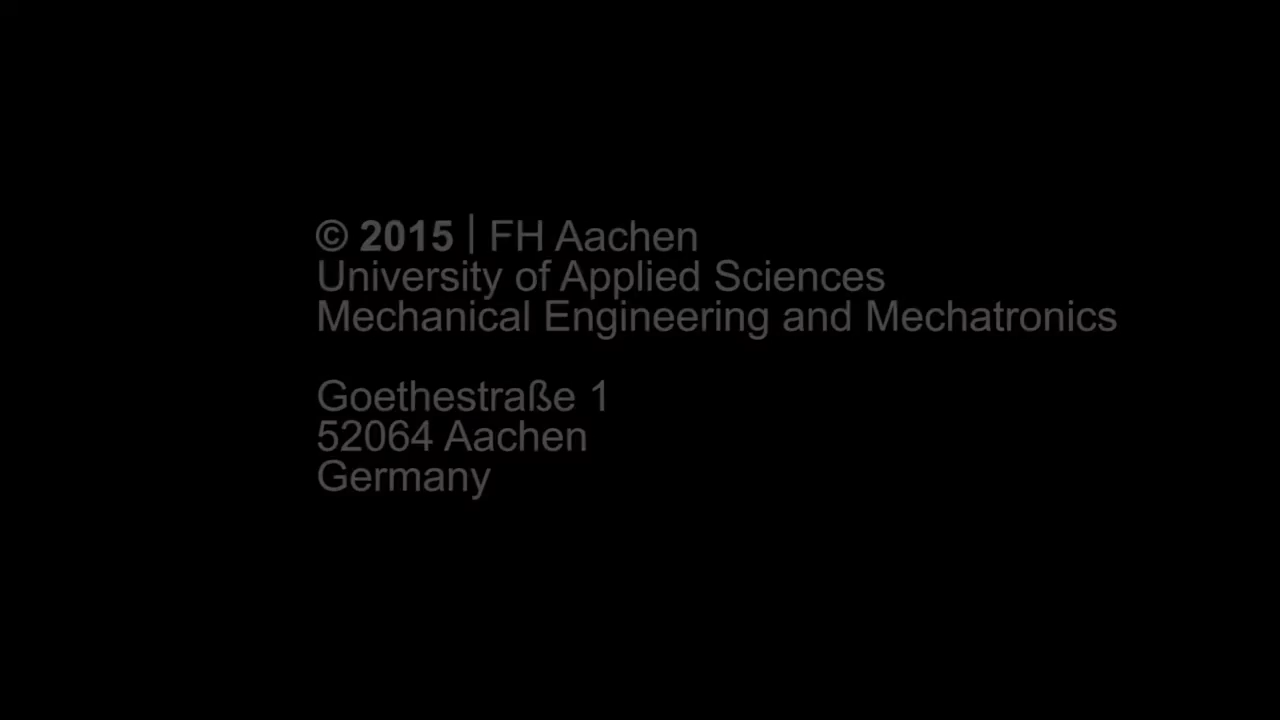 © 2015 | FH Aachen
University of Applied Sciences
Mechanical Engineering and Mechatronics
Goethestraße 1
52064 Aachen
Germany